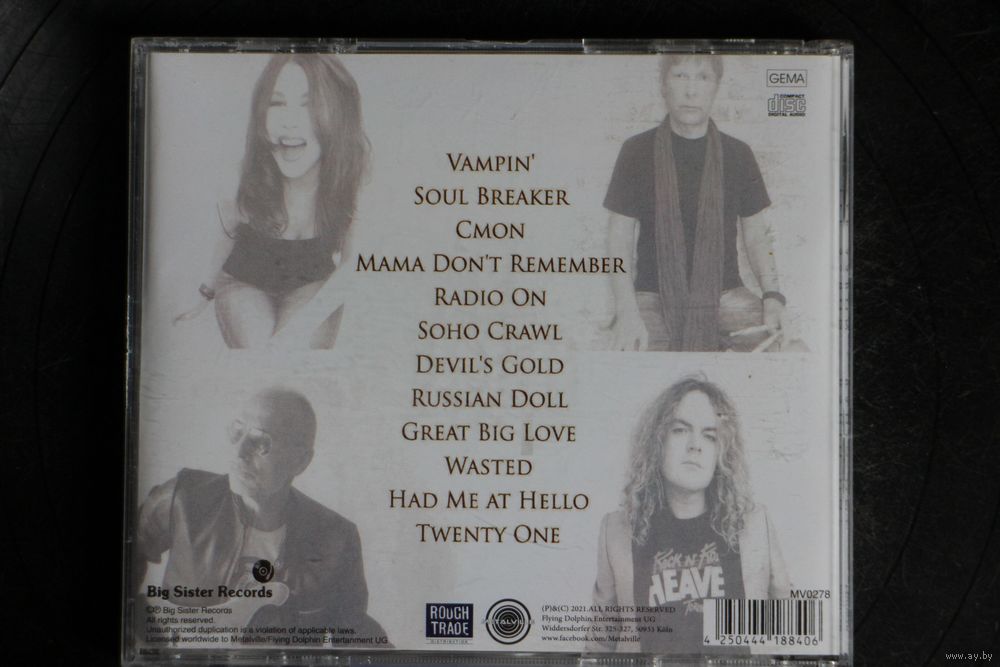 GEMA
COMPACT
disc
DIGITAL AUDIO
VAMPIN'
SOUL BREAKER
CMON
MAMA DON'T REMEMBER
RADIO ON
SOHO CRAWL
DEVIL'S GOLD
RUSSIAN DOLL
GREAT BIG LOVE
WASTED
HAD ME AT HELLO
TWENTY ONE
HEAVE
Big Sister Records
©℗ Big Sister Records
All rights reserved.
Unauthorized duplication is a violation of applicable laws.
Licensed worldwide to Metalville/Flying Dolphin Entertainment UG
ROUGH
TRADE
DISTRIBUTION
METALVILLE
(P)&(C) 2021. ALL RIGHTS RESERVED
Flying Dolphin Entertainment UG
Widdersdorfer Str. 325-327, 50933 Köln
www.facebook.com/Metalville
MV0278
4 250444 188406
www.ay.by